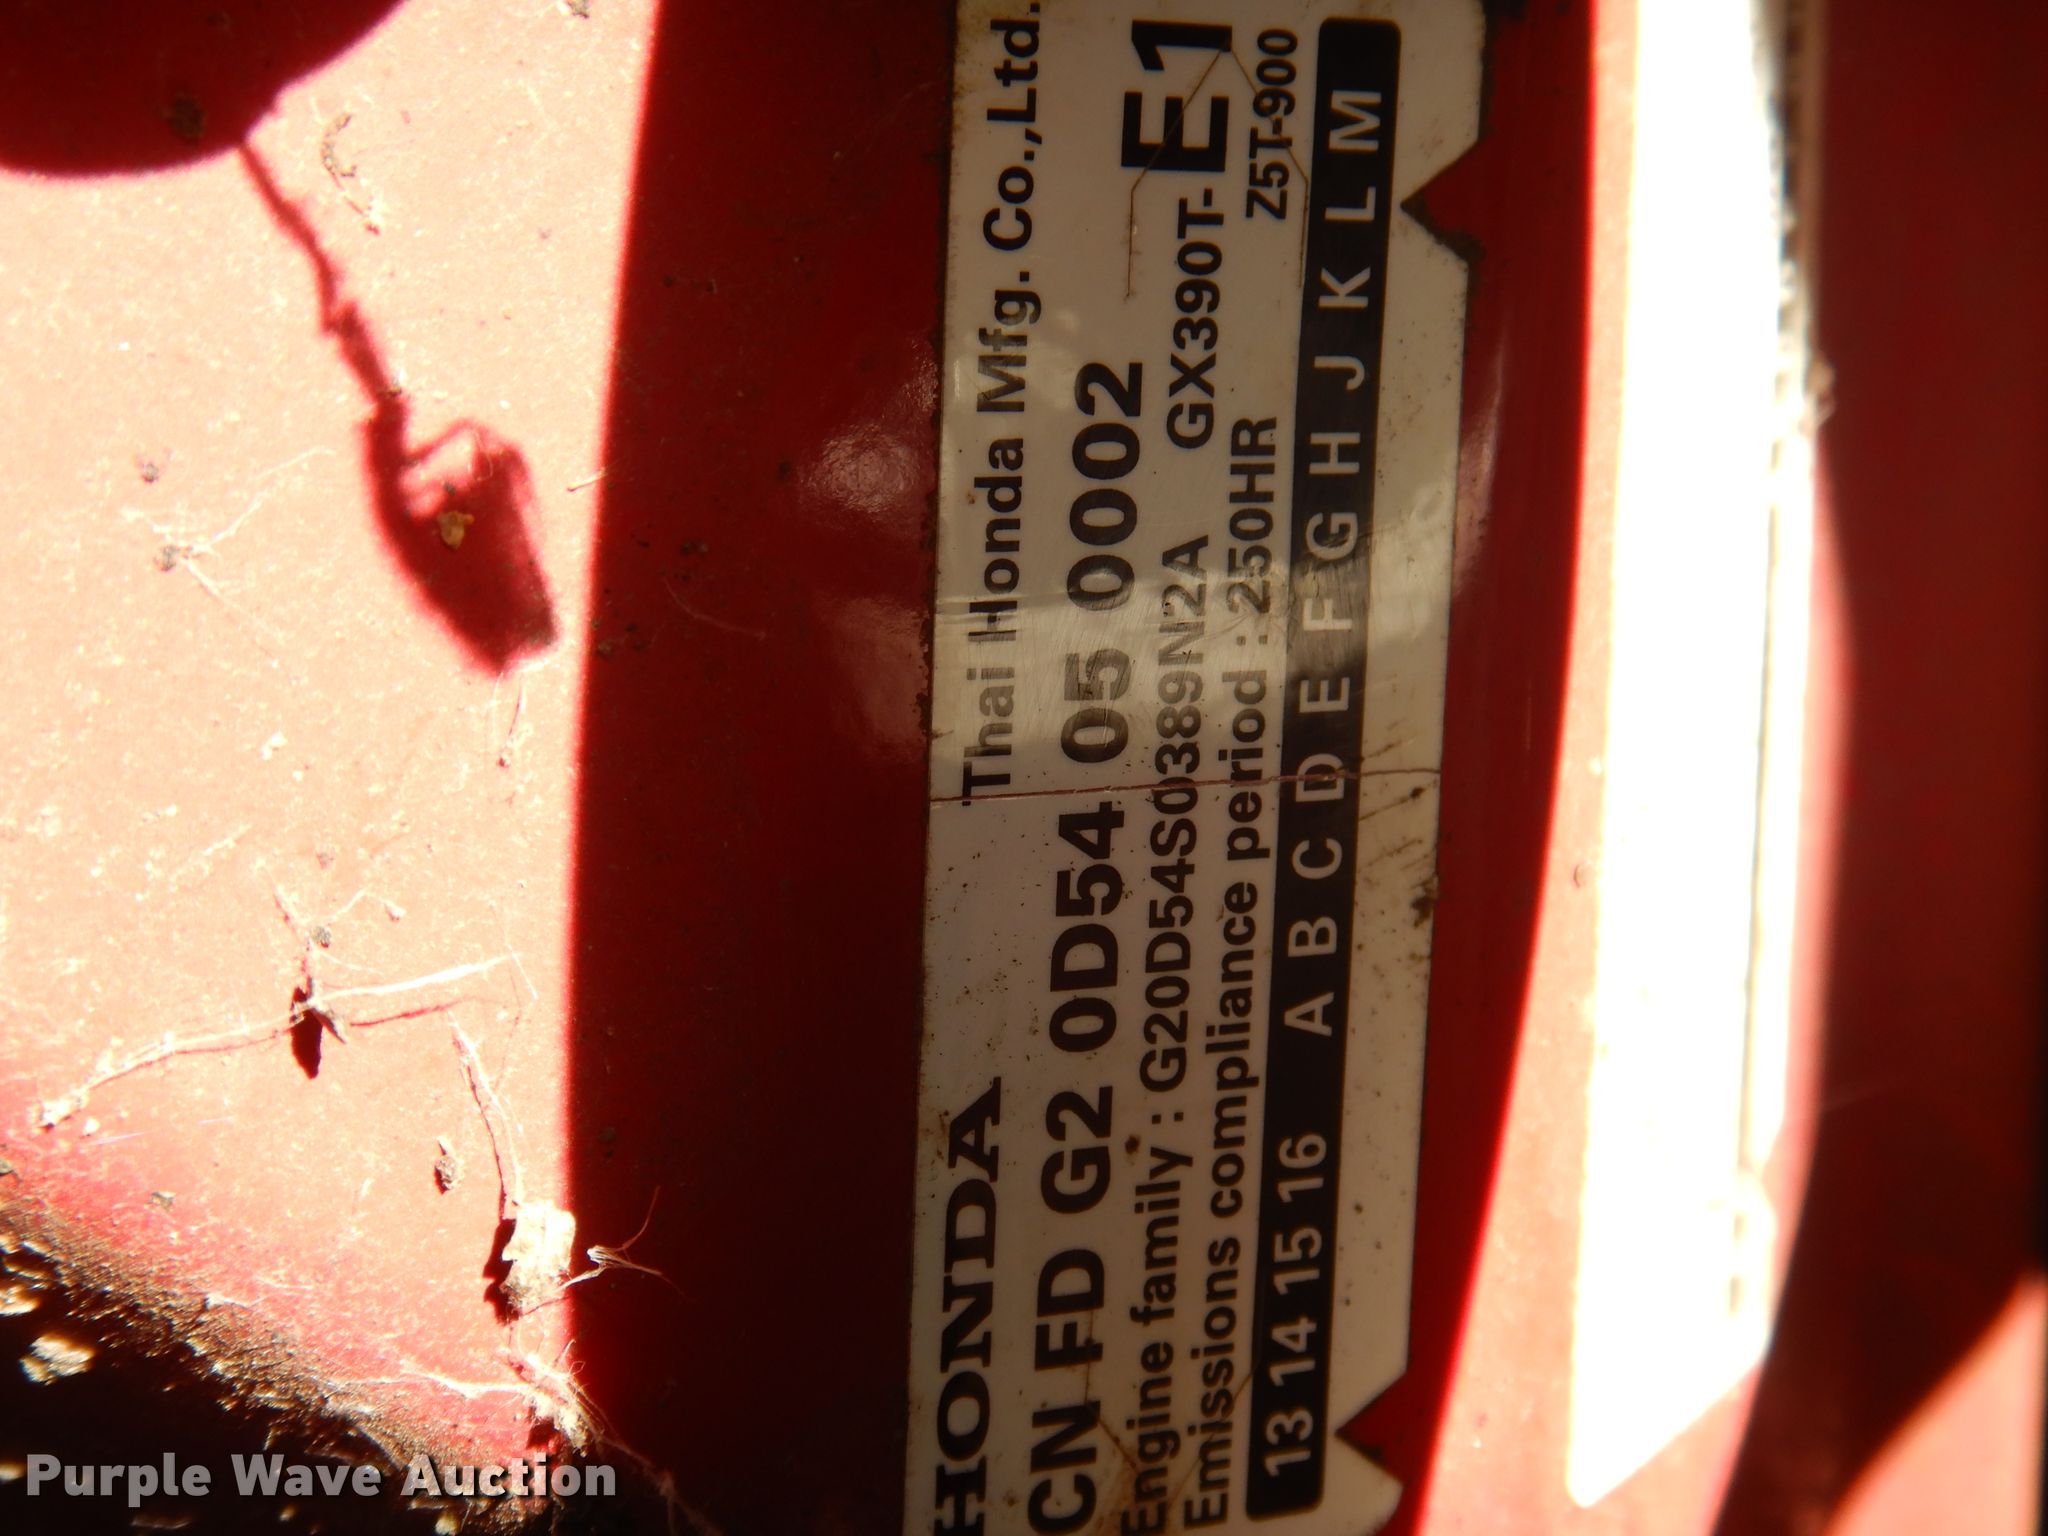 HONDA Thai Honda Mfg. Co.,Ltd.
CN FD G2 0D54 05 05 0002
Engine family : G20D54S0389N2A GX390T-E1
Emissions compliance period : 250HR Z5T-900
13 14 15 16 A B C D E F G H J K L M
Purple Wave Auction